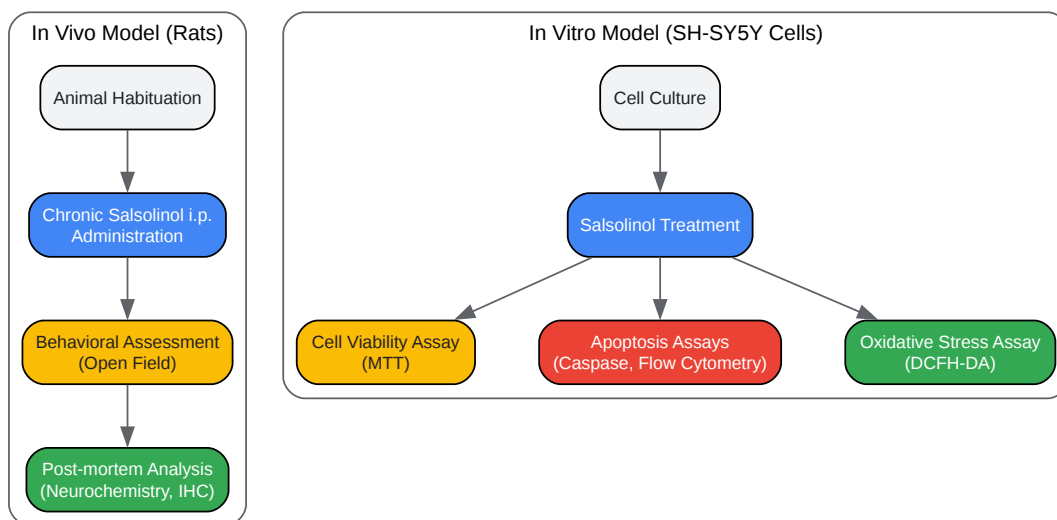 In Vivo Model (Rats)
Animal Habituation
Chronic Salsolinol i.p.
Administration
Behavioral Assessment
(Open Field)
Post-mortem Analysis
(Neurochemistry, IHC)
In Vitro Model (SH-SY5Y Cells)
Cell Culture
Salsolinol Treatment
Cell Viability Assay
(MTT)
Apoptosis Assays
(Caspase, Flow Cytometry)
Oxidative Stress Assay
(DCFH-DA)